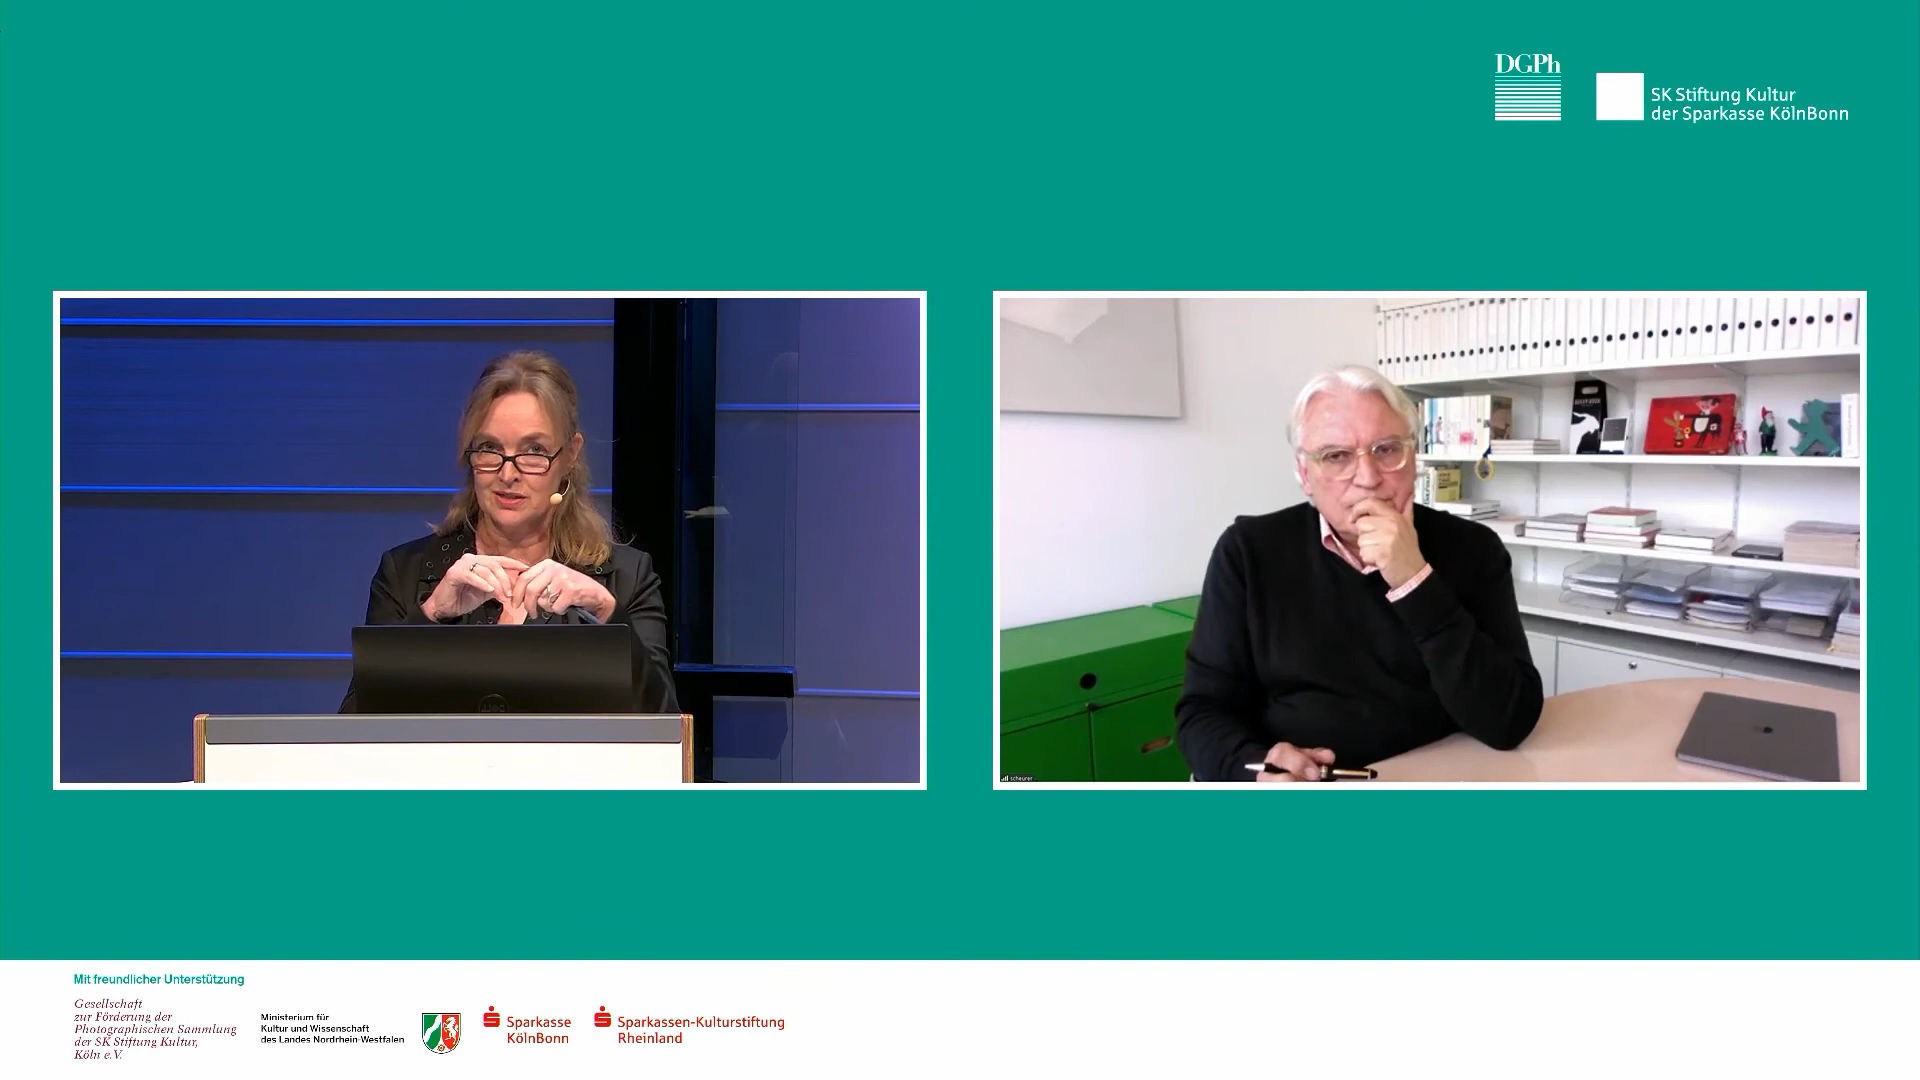 DGPh
SK Stiftung Kultur
der Sparkasse KölnBonn
scheurer
Mit freundlicher Unterstützung
Gesellschaft
zur Förderung der
Photographischen Sammlung
der SK Stiftung Kultur,
Köln e.V.
Ministerium für
Kultur und Wissenschaft
des Landes Nordrhein-Westfalen
Sparkasse
KölnBonn
Sparkassen-Kulturstiftung
Rheinland